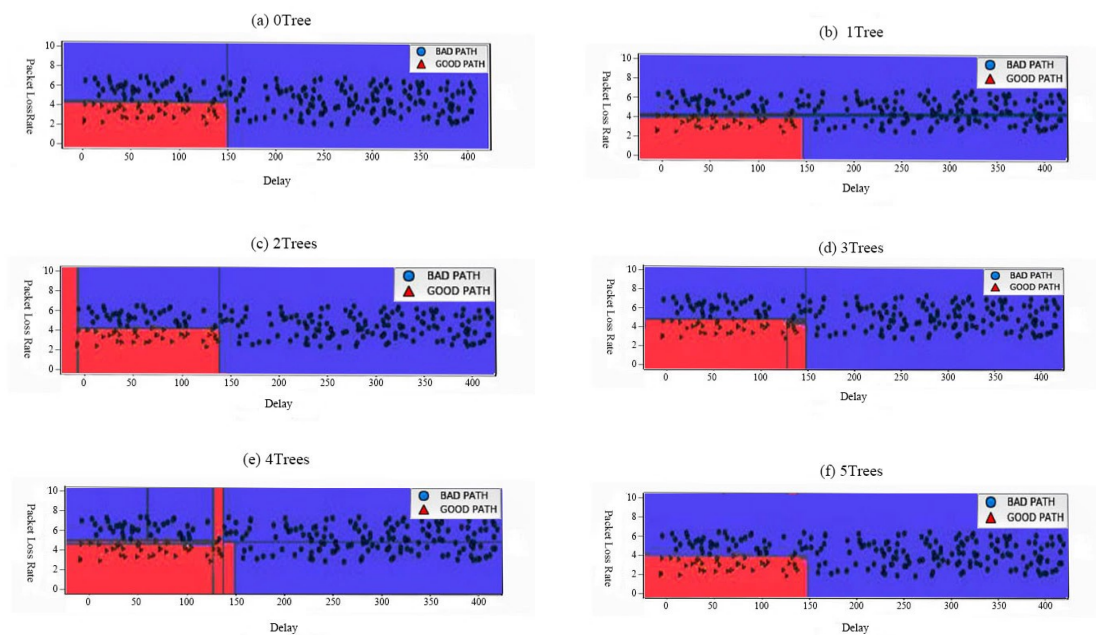 (a) 0Tree
BAD PATH
GOOD PATH
Packet LossRate
10
8
6
4
2
0
0 50 100 150 200 250 300 350 400
Delay
(b) 1Tree
BAD PATH
GOOD PATH
Packet Loss Rate
10
8
6
4
2
0
0 50 100 150 200 250 300 350 400
Delay
(c) 2Trees
BAD PATH
GOOD PATH
Packet Loss Rate
10
8
6
4
2
0
0 50 100 150 200 250 300 350 400
Delay
(d) 3Trees
BAD PATH
GOOD PATH
Packet Loss Rate
10
8
6
4
2
0
0 50 100 150 200 250 300 350 400
Delay
(e) 4Trees
BAD PATH
GOOD PATH
Packet Loss Rate
10
8
6
4
2
0
0 50 100 150 200 250 300 350 400
Delay
(f) 5Trees
BAD PATH
GOOD PATH
Packet Loss Rate
10
8
6
4
2
0
0 50 100 150 200 250 300 350 400
Delay